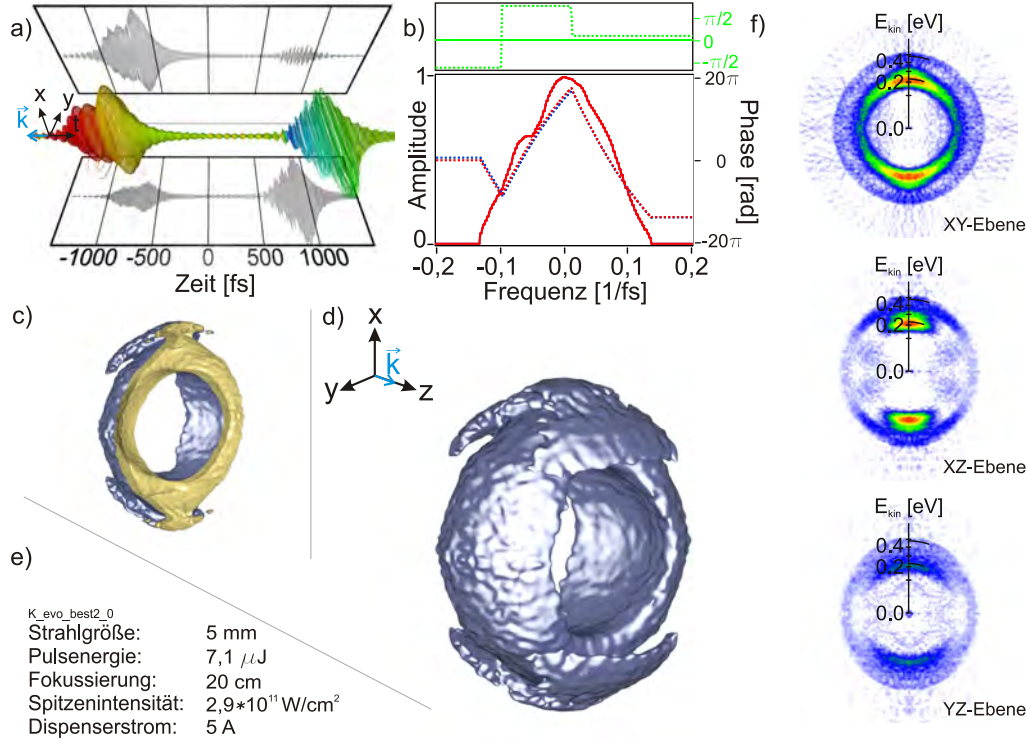 a)
x
y
k
t
-1000
-500
0
500
1000
Zeit [fs]
b)
π/2
0
-π/2
1
0
Amplitude
20π
0
-20π
Phase [rad]
-0,2
-0,1
0,0
0,1
0,2
Frequenz [1/fs]
c)
d)
x
k
y
z
e)
K_evo_best2_0
Strahlgröße: 5 mm
Pulsenergie: 7,1 μJ
Fokussierung: 20 cm
Spitzenintensität: 2,9*10¹¹ W/cm²
Dispenserstrom: 5 A
f)
E_kin [eV]
0.4
0.2
0.0
XY-Ebene
E_kin [eV]
0.4
0.2
0.0
XZ-Ebene
E_kin [eV]
0.4
0.2
0.0
YZ-Ebene